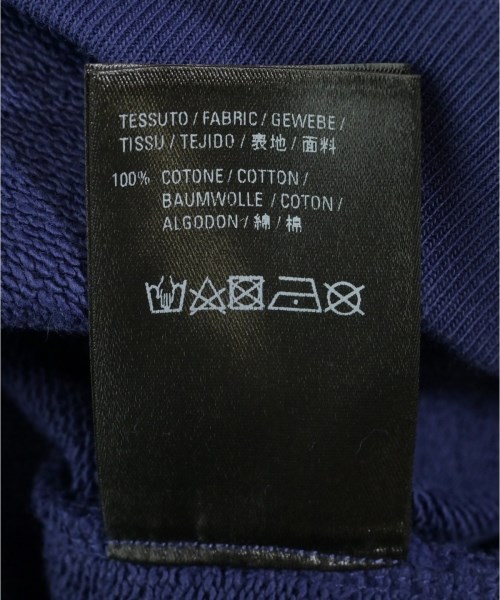 TESSUTO / FABRIC / GEWEBE /
TISSU / TEJIDO / 表地 / 面料
100% COTONE / COTTON /
BAUMWOLLE / COTON /
ALGODON / 綿 / 棉